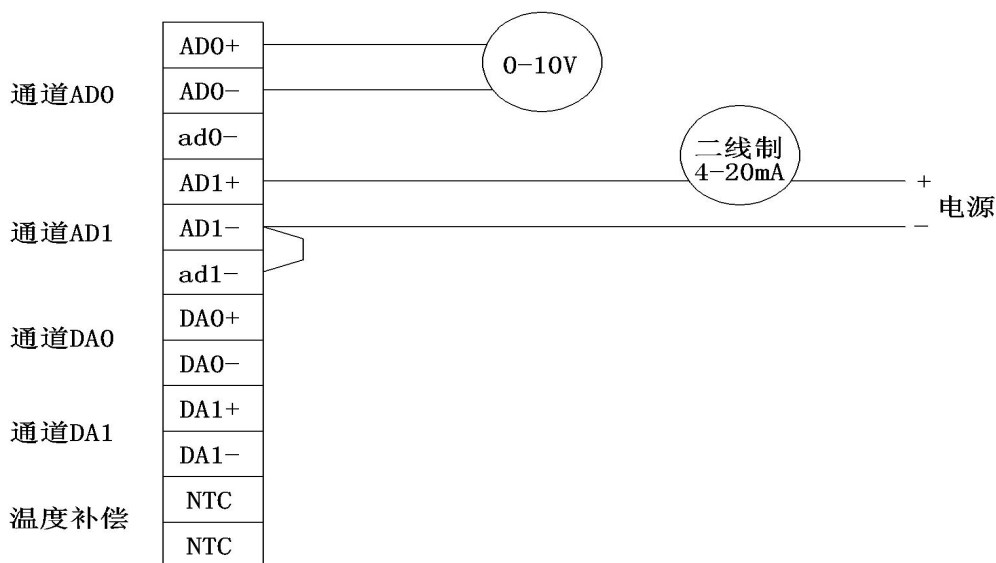 通道AD0
AD0+
AD0-
ad0-
0-10V
通道AD1
AD1+
AD1-
ad1-
二线制
4-20mA
+
电源
-
通道DA0
DA0+
DA0-
通道DA1
DA1+
DA1-
温度补偿
NTC
NTC